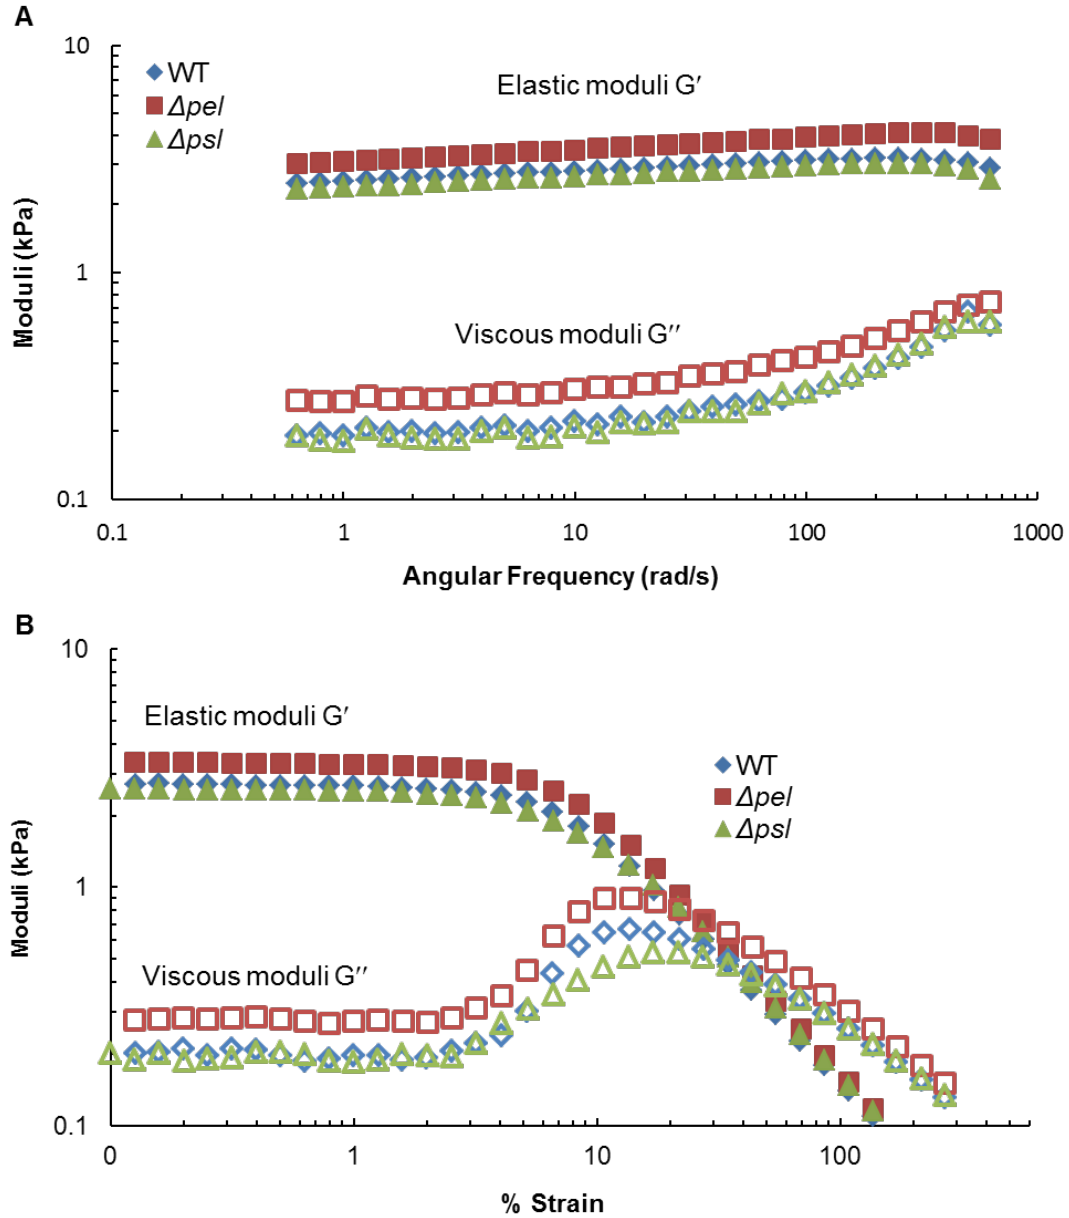 A
10
WT
Δpel
Δpsl
Elastic moduli G′
Moduli (kPa)
1
Viscous moduli G′′
0.1
0.1 1 10 100 1000
Angular Frequency (rad/s)
B
10
Elastic moduli G′
WT
Δpel
Δpsl
Moduli (kPa)
1
Viscous moduli G′′
0.1
0 1 10 100
% Strain